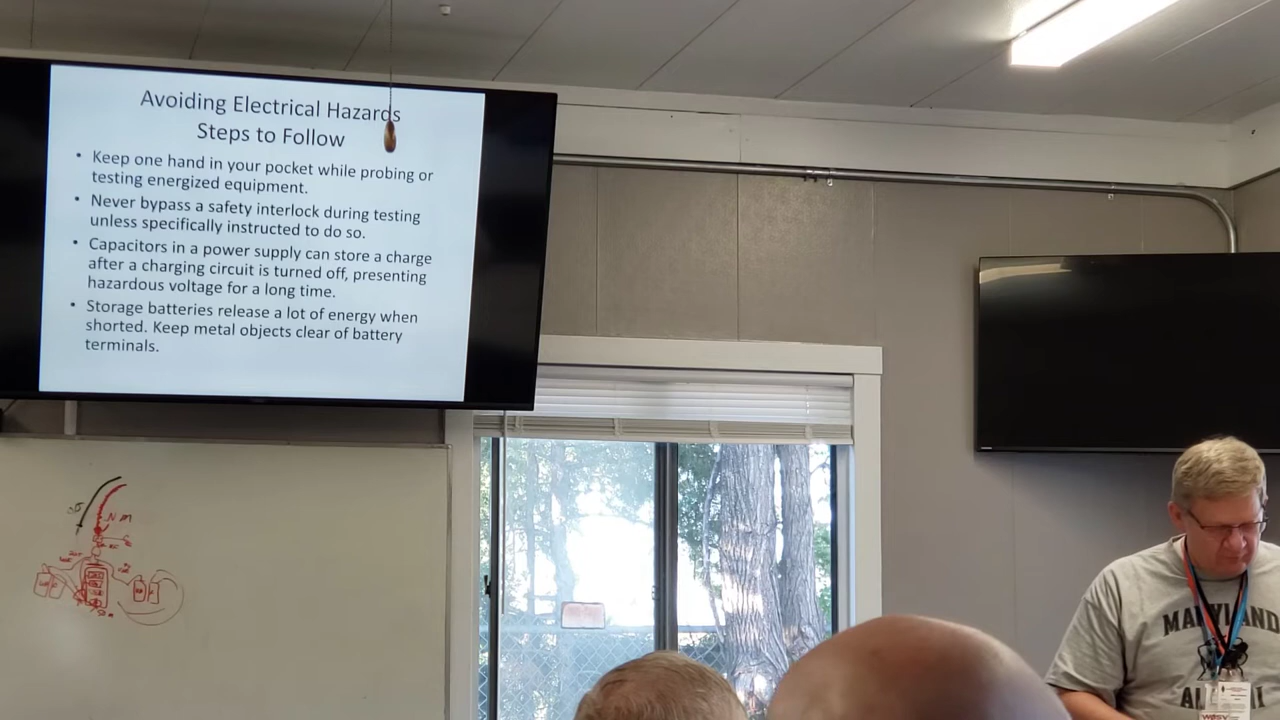 Avoiding Electrical Hazards
Steps to Follow
• Keep one hand in your pocket while probing or
testing energized equipment.
• Never bypass a safety interlock during testing
unless specifically instructed to do so.
• Capacitors in a power supply can store a charge
after a charging circuit is turned off, presenting
hazardous voltage for a long time.
• Storage batteries release a lot of energy when
shorted. Keep metal objects clear of battery
terminals.
MARYLAND